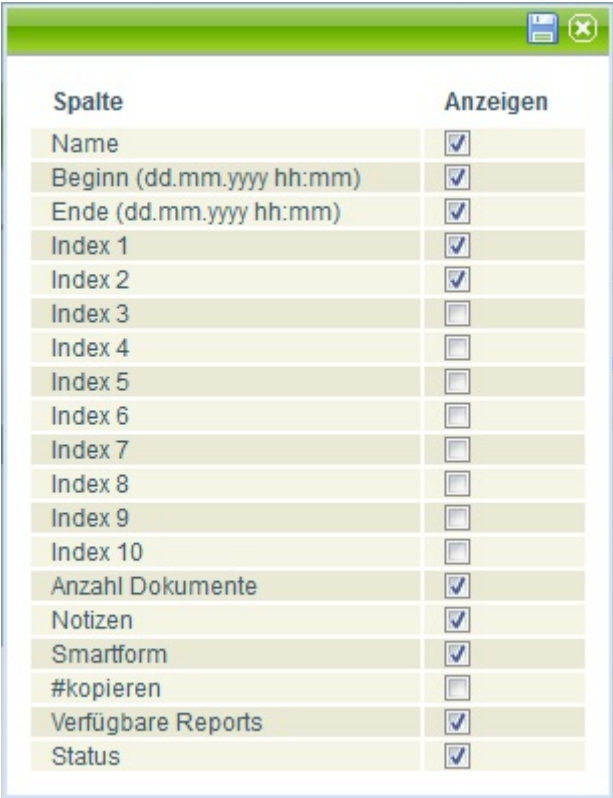 Spalte Anzeigen
Name
Beginn (dd.mm.yyyy hh:mm)
Ende (dd.mm.yyyy hh:mm)
Index 1
Index 2
Index 3
Index 4
Index 5
Index 6
Index 7
Index 8
Index 9
Index 10
Anzahl Dokumente
Notizen
Smartform
#kopieren
Verfügbare Reports
Status